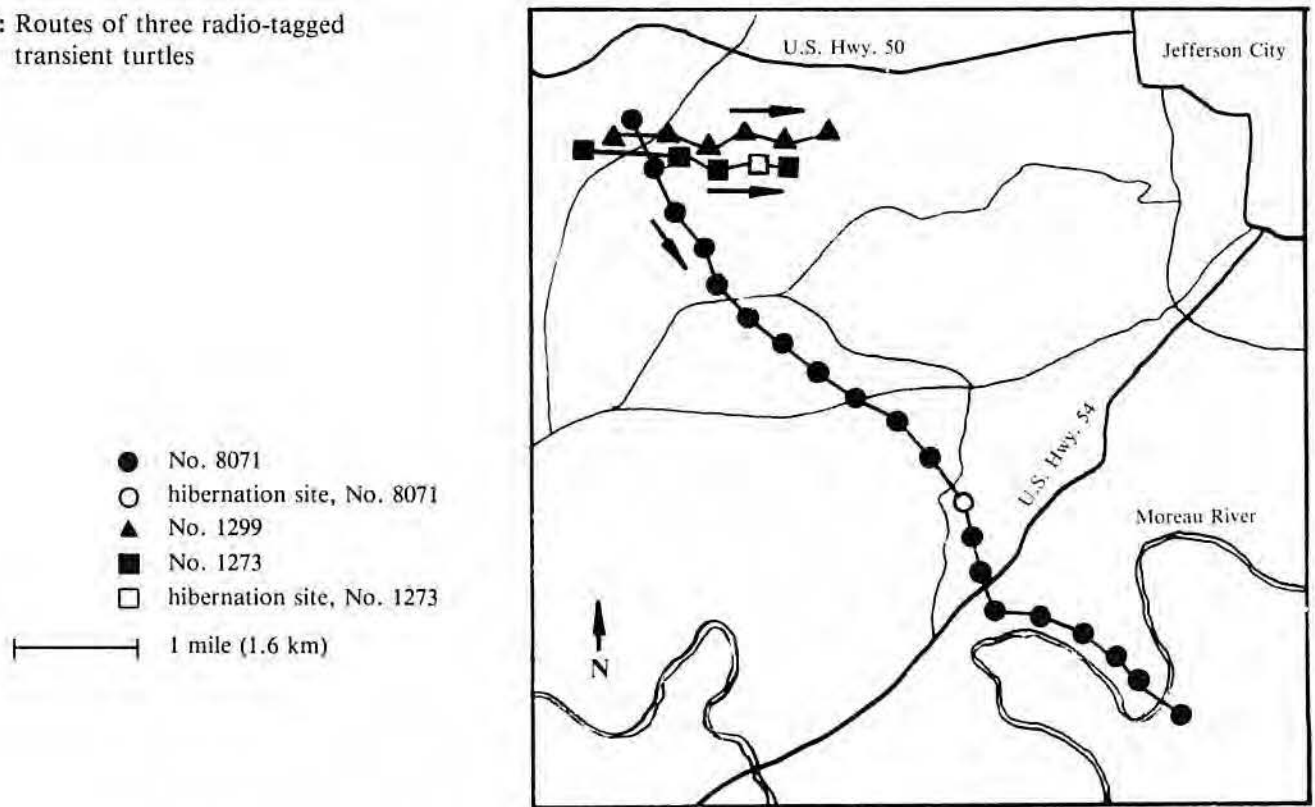 : Routes of three radio-tagged
transient turtles
U.S. Hwy. 50
Jefferson City
No. 8071
hibernation site, No. 8071
No. 1299
No. 1273
hibernation site, No. 1273
1 mile (1.6 km)
U.S. Hwy. 54
Moreau River
N